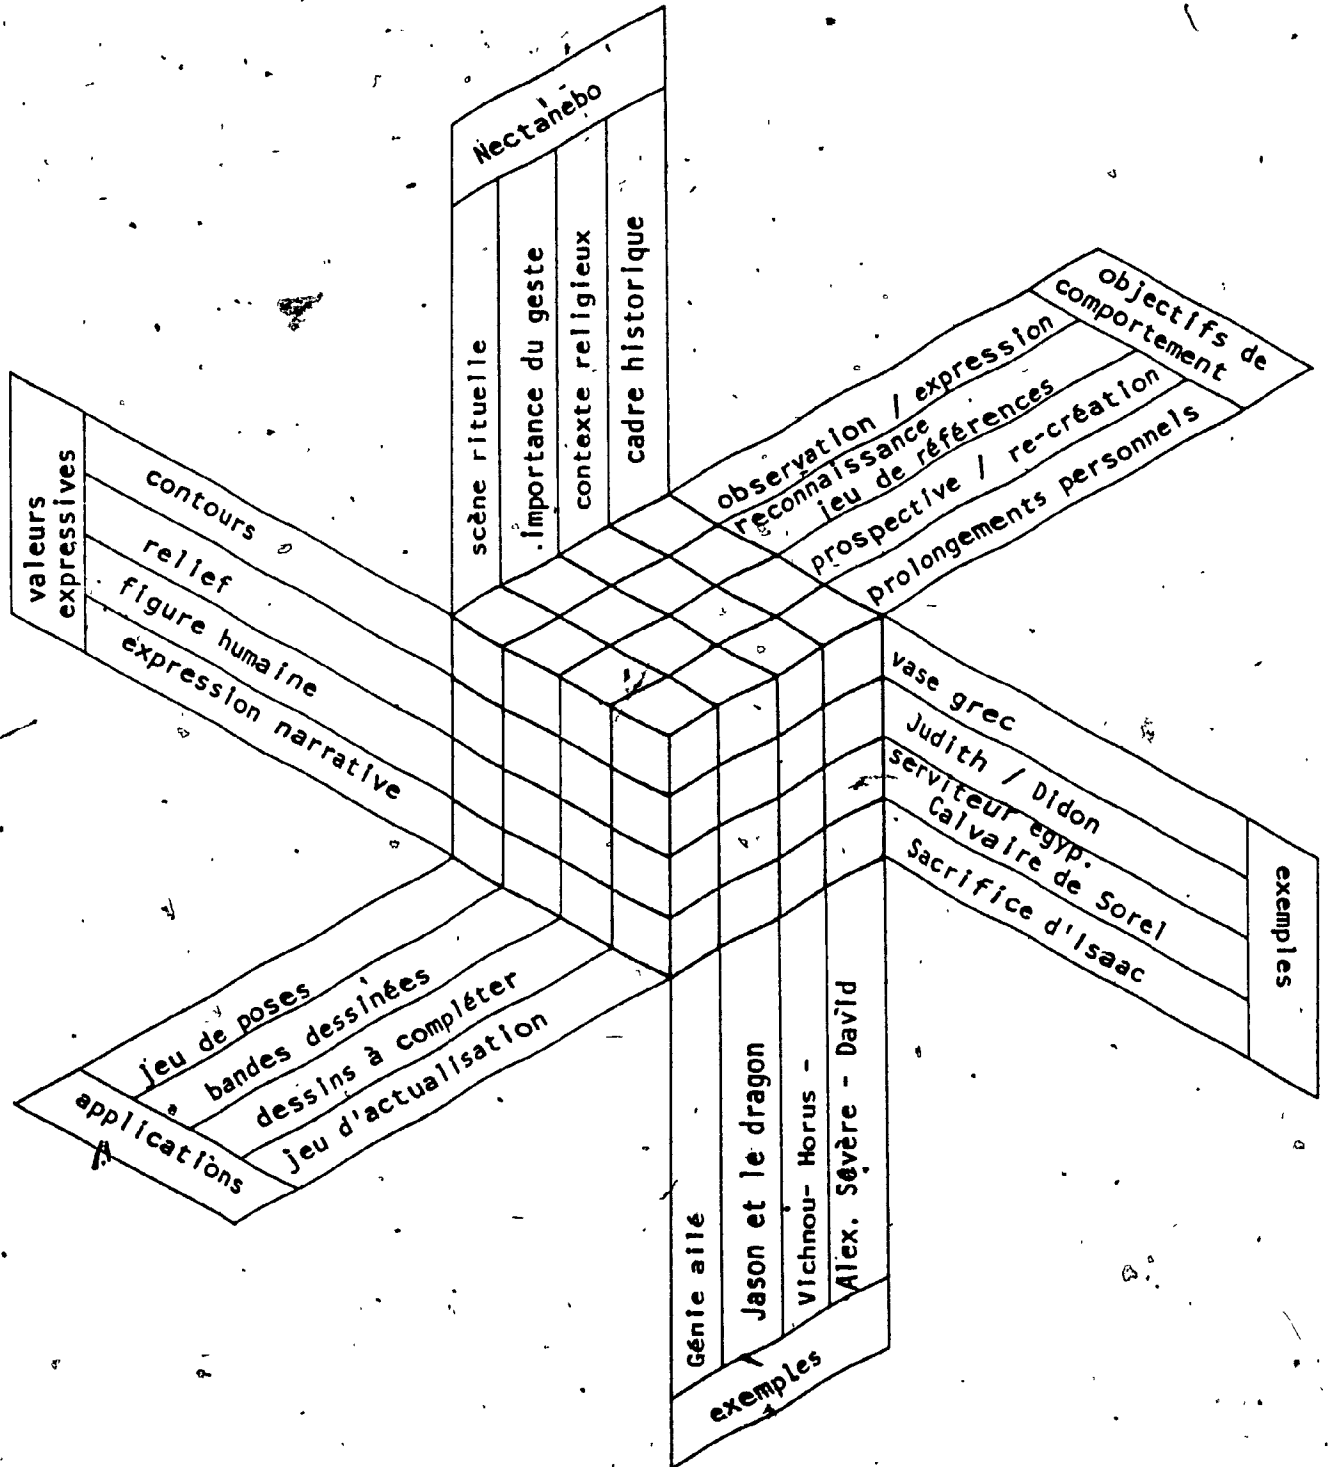 Nectanebo
scène rituelle
.Importance du geste
contexte religieux
cadre historique
objectifs de
comportement
observation / expression
reconnaissance
jeu de références
prospective / re-création
prolongements personnels
valeurs
expressives
contours
relief
figure humaine
expression narrative
vase grec
Judith / Didon
serviteur égyp.
Calvaire de Sorel
Sacrifice d'Isaac
exemples
applications
jeu de poses
bandes dessinées
dessins à compléter
jeu d'actualisation
Génie ailé
Jason et le dragon
Vichnou- Horus -
Alex. Sévère - David
exemples